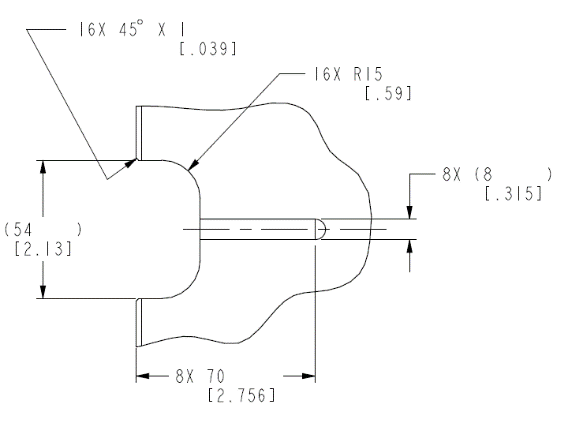 16X 45° X 1
[.039]
16X R15
[.59]
8X (8 )
[.315]
(54 )
[2.13]
8X 70
[2.756]